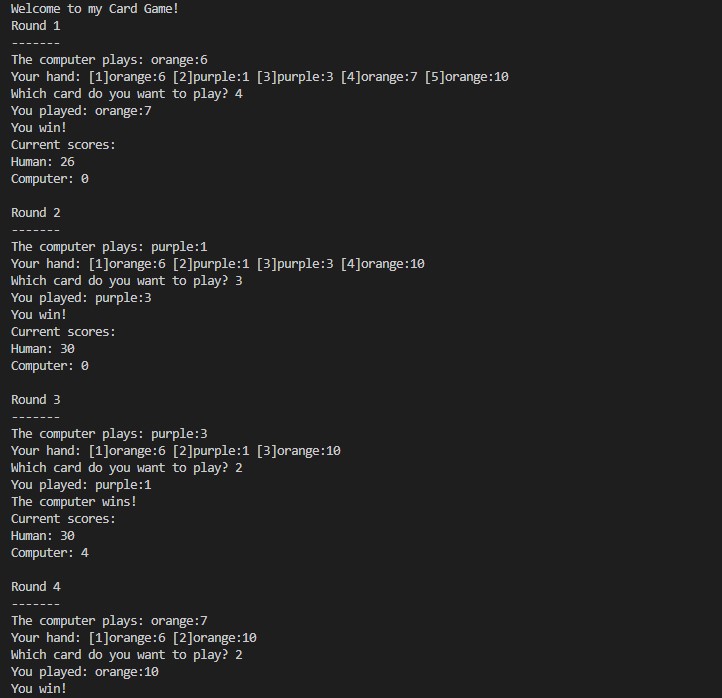 Welcome to my Card Game!
Round 1
-------
The computer plays: orange:6
Your hand: [1]orange:6 [2]purple:1 [3]purple:3 [4]orange:7 [5]orange:10
Which card do you want to play? 4
You played: orange:7
You win!
Current scores:
Human: 26
Computer: 0
Round 2
-------
The computer plays: purple:1
Your hand: [1]orange:6 [2]purple:1 [3]purple:3 [4]orange:10
Which card do you want to play? 3
You played: purple:3
You win!
Current scores:
Human: 30
Computer: 0
Round 3
-------
The computer plays: purple:3
Your hand: [1]orange:6 [2]purple:1 [3]orange:10
Which card do you want to play? 2
You played: purple:1
The computer wins!
Current scores:
Human: 30
Computer: 4
Round 4
-------
The computer plays: orange:7
Your hand: [1]orange:6 [2]orange:10
Which card do you want to play? 2
You played: orange:10
You win!